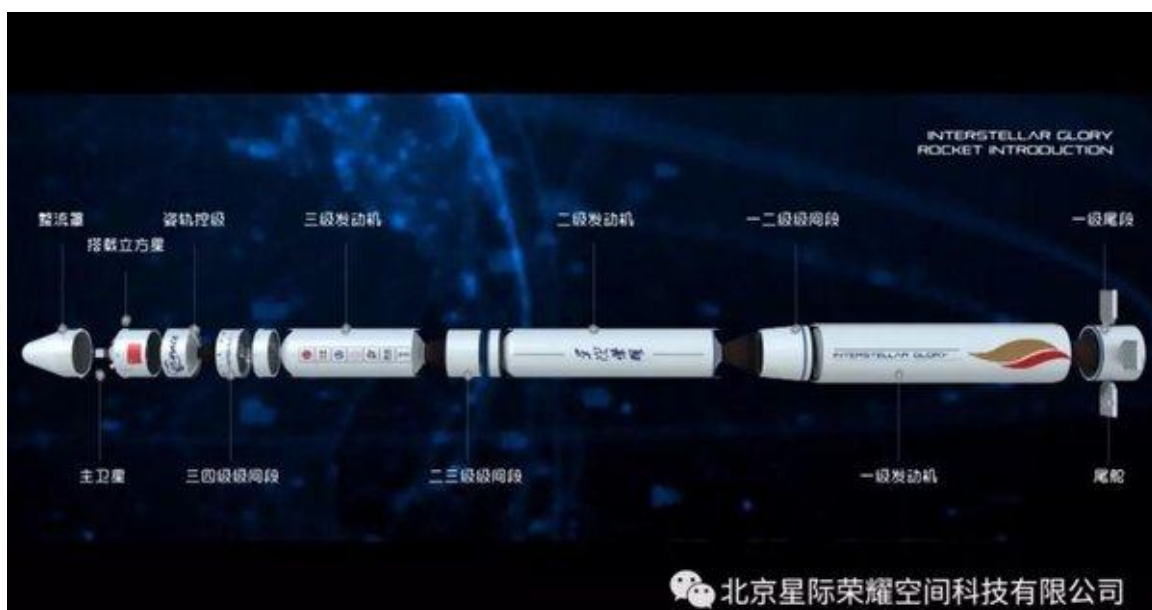 INTERSTELLAR GLORY
ROCKET INTRODUCTION
整流罩
搭载立方星
姿轨控级
三级发动机
二级发动机
一二级级间段
一级尾段
INTERSTELLAR GLORY
主卫星
三四级级间段
二三级级间段
一级发动机
尾舵
北京星际荣耀空间科技有限公司